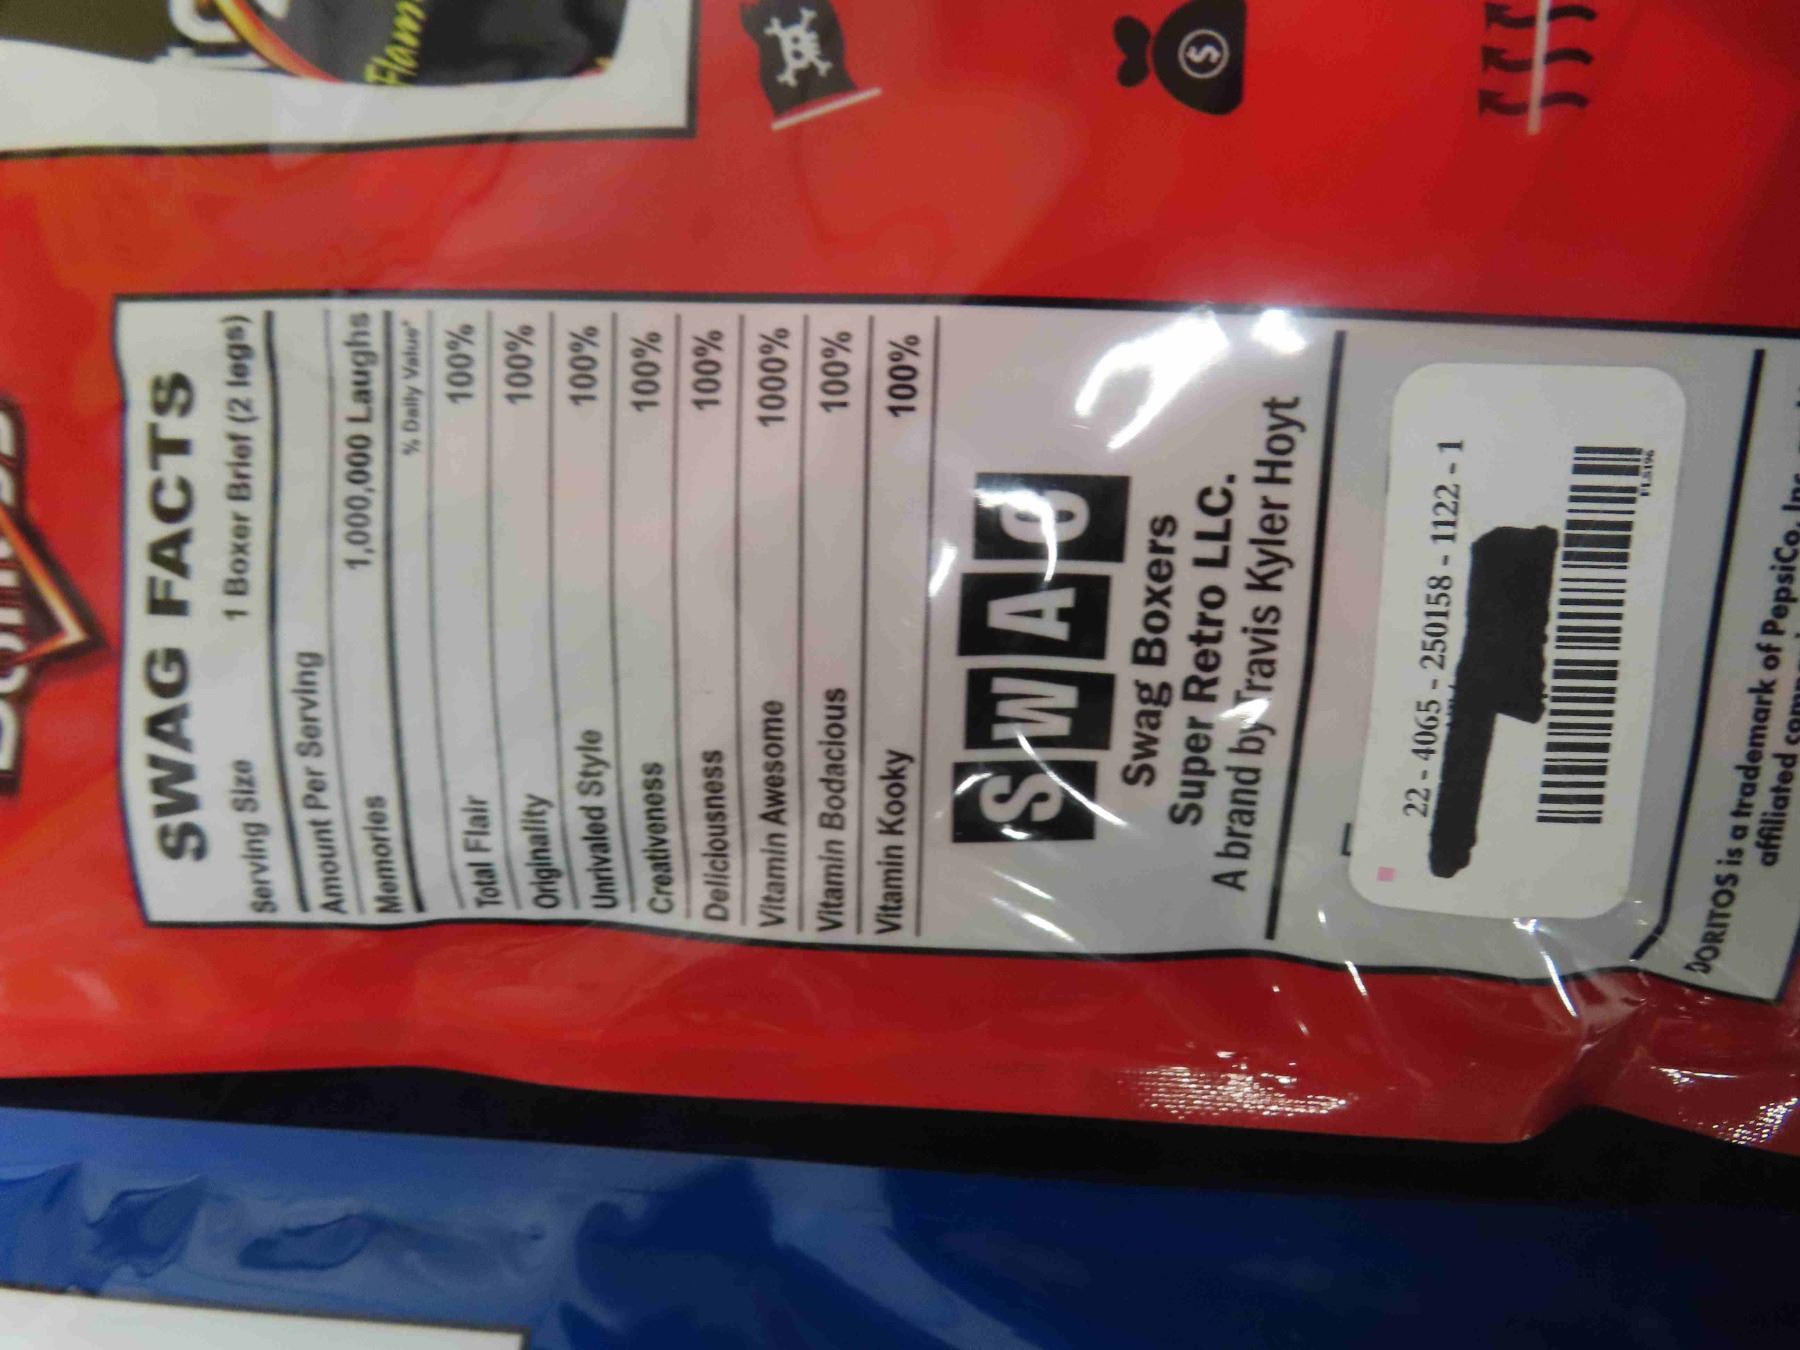 Flam
SWAG FACTS
Serving Size 1 Boxer Brief (2 legs)
Amount Per Serving
Memories 1,000,000 Laughs
% Daily Value*
Total Flair 100%
Originality 100%
Unrivaled Style 100%
Creativeness 100%
Deliciousness 100%
Vitamin Awesome 1000%
Vitamin Bodacious 100%
Vitamin Kooky 100%
SWAG
Swag Boxers
Super Retro LLC.
A brand by Travis Kyler Hoyt
22 - 4065 - 250158 - 1122 - 1
DORITOS is a trademark of PepsiCo, Inc.
affiliated
$